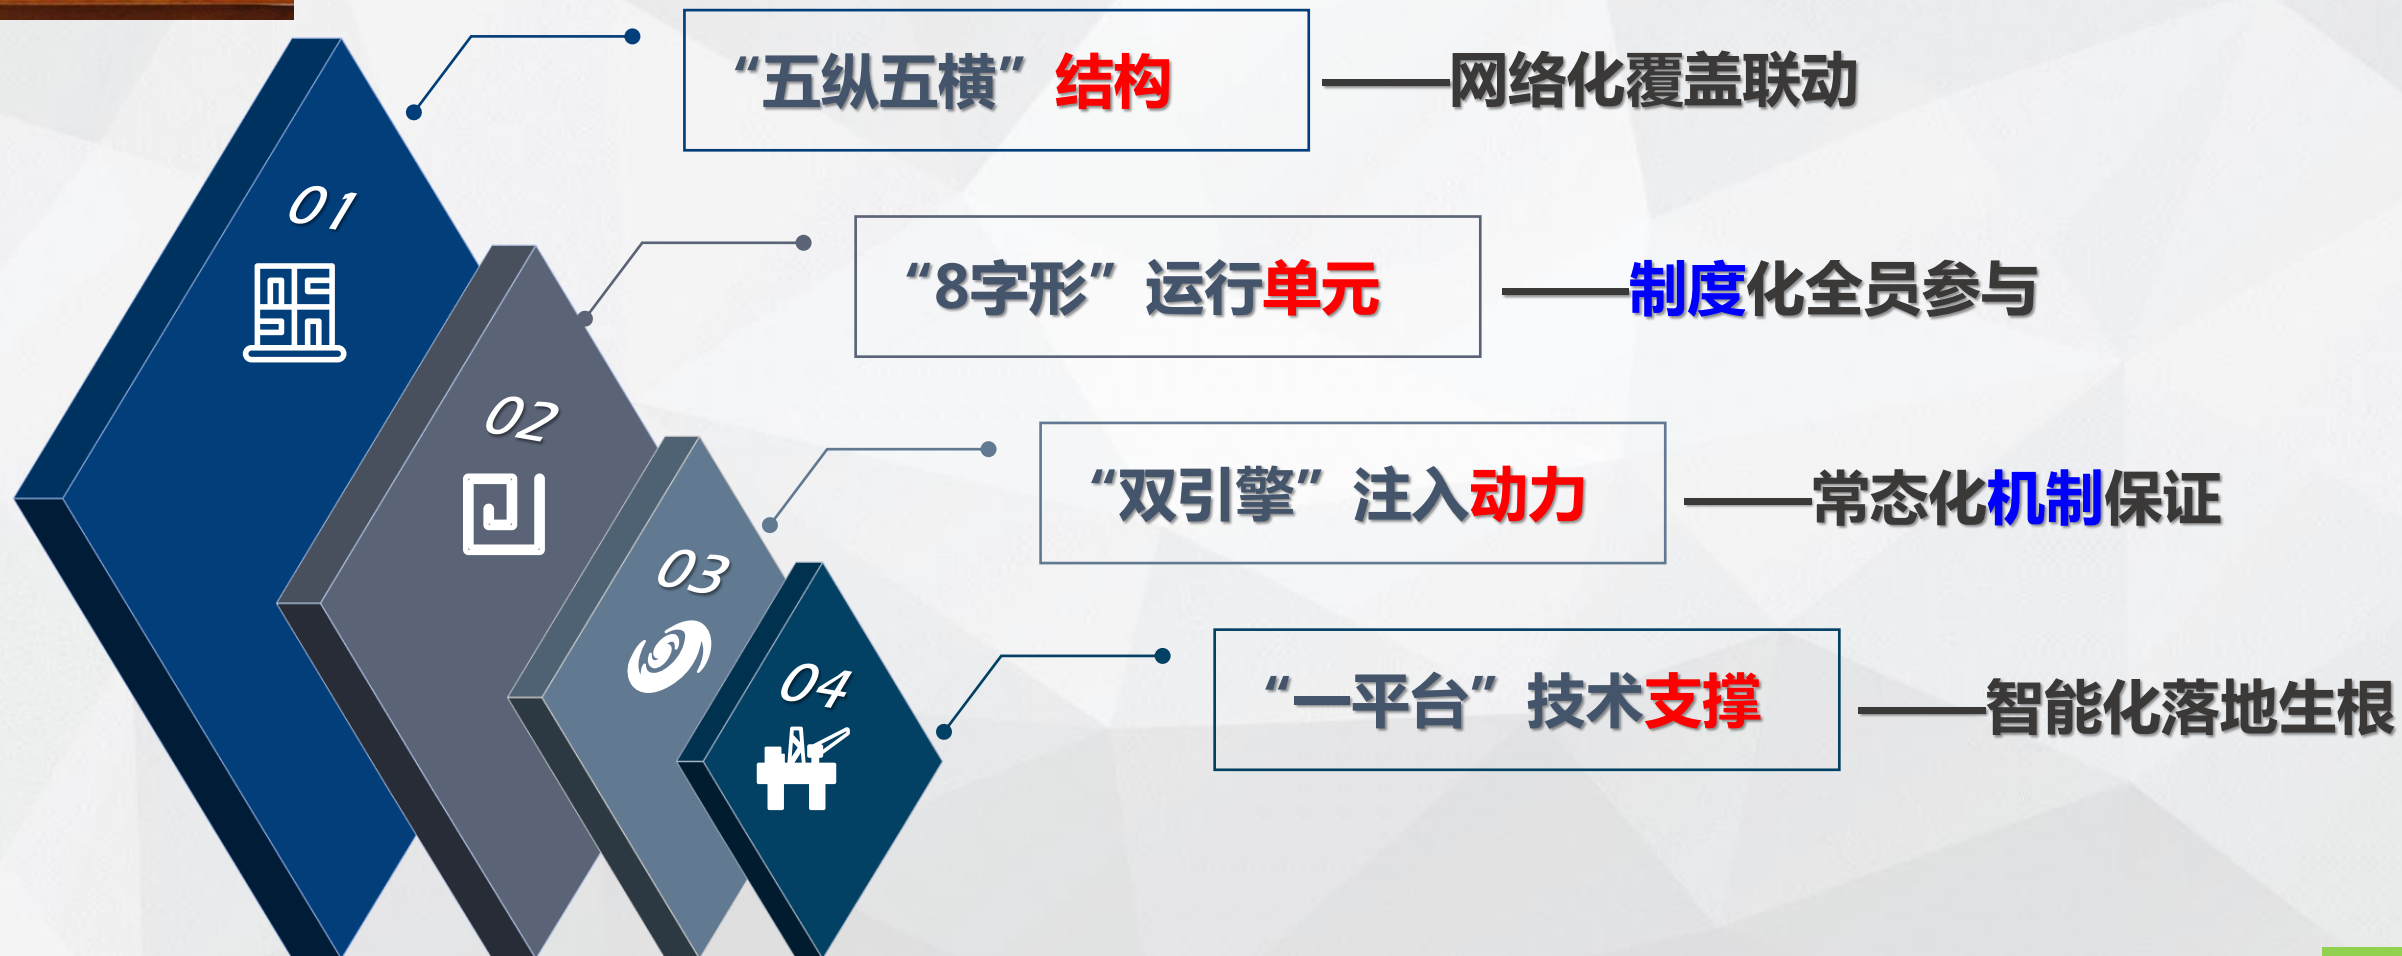 01
“五纵五横”结构——网络化覆盖联动
02
“8字形”运行单元——制度化全员参与
03
“双引擎”注入动力——常态化机制保证
04
“一平台”技术支撑——智能化落地生根